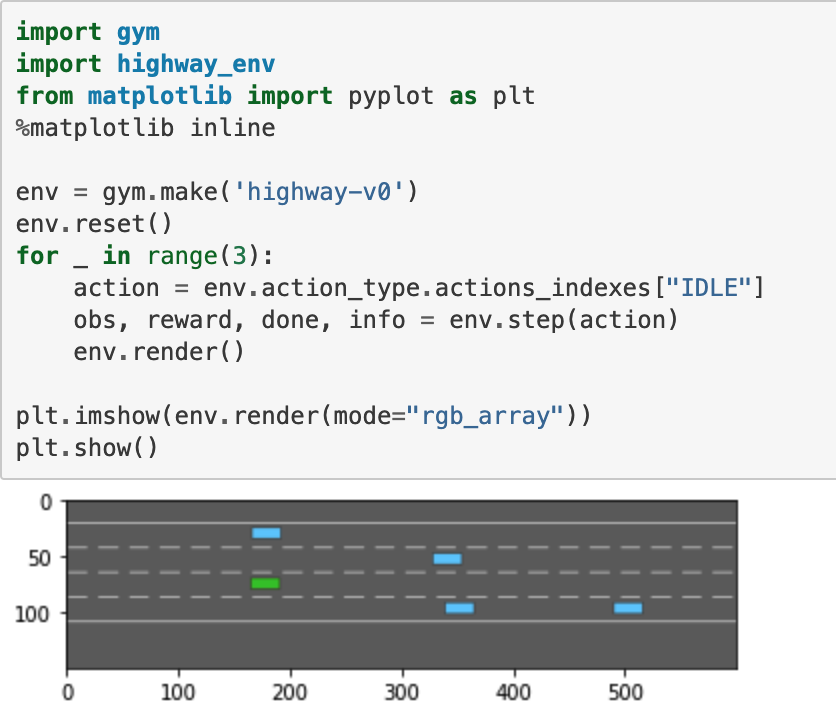 import gym
import highway_env
from matplotlib import pyplot as plt
%matplotlib inline

env = gym.make('highway-v0')
env.reset()
for _ in range(3):
    action = env.action_type.actions_indexes["IDLE"]
    obs, reward, done, info = env.step(action)
    env.render()

plt.imshow(env.render(mode="rgb_array"))
plt.show()
0
50
100
0 100 200 300 400 500